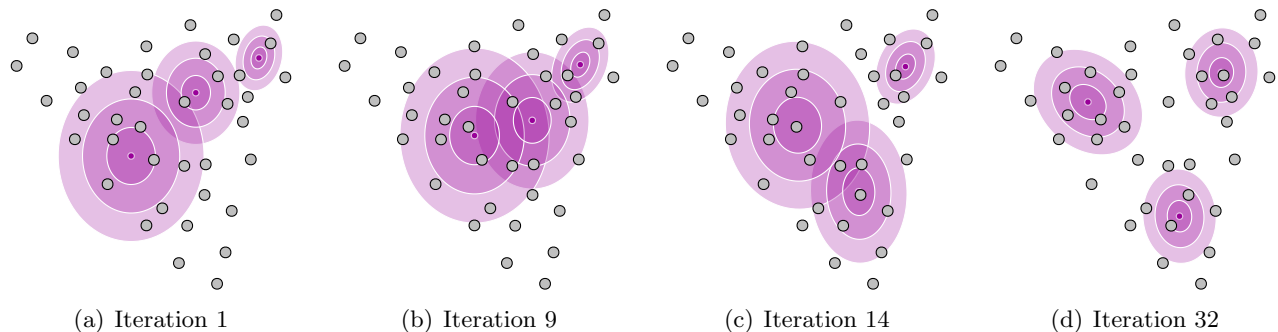 (a) Iteration 1
(b) Iteration 9
(c) Iteration 14
(d) Iteration 32